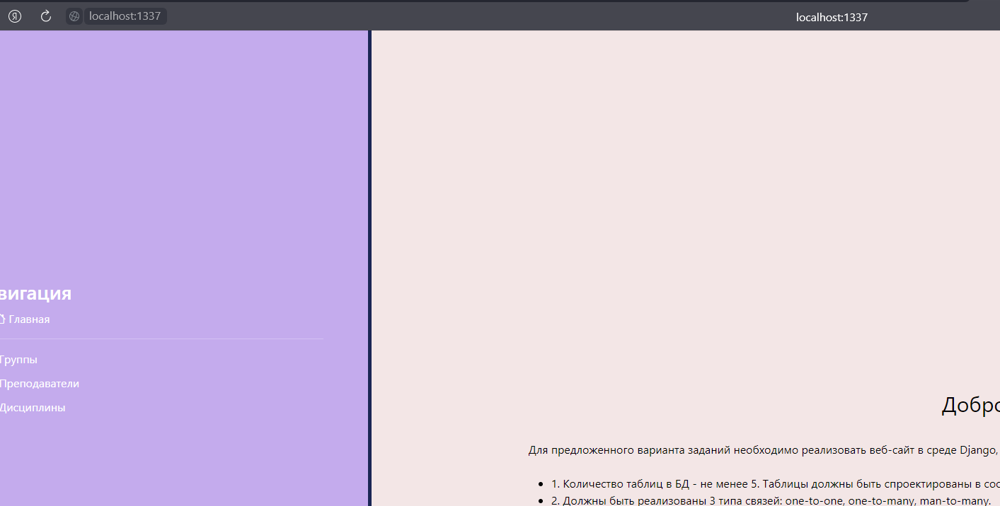 localhost:1337
localhost:1337
вигация
Главная
Группы
Преподаватели
Дисциплины
Добро
Для предложенного варианта заданий необходимо реализовать веб-сайт в среде Django,
1. Количество таблиц в БД - не менее 5. Таблицы должны быть спроектированы в соо
2. Должны быть реализованы 3 типа связей: one-to-one, one-to-many, man-to-many.